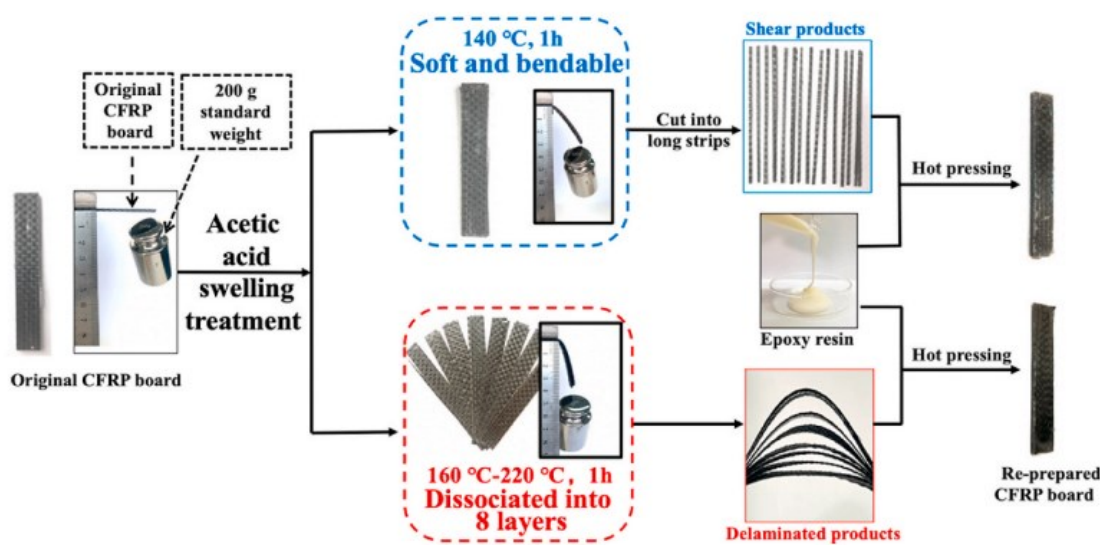 Original
CFRP
board
200 g
standard
weight
Original CFRP board
Acetic
acid
swelling
treatment
140 °C, 1h
Soft and bendable
160 °C-220 °C，1h
Dissociated into
8 layers
Cut into
long strips
Shear products
Epoxy resin
Delaminated products
Hot pressing
Hot pressing
Re-prepared
CFRP board